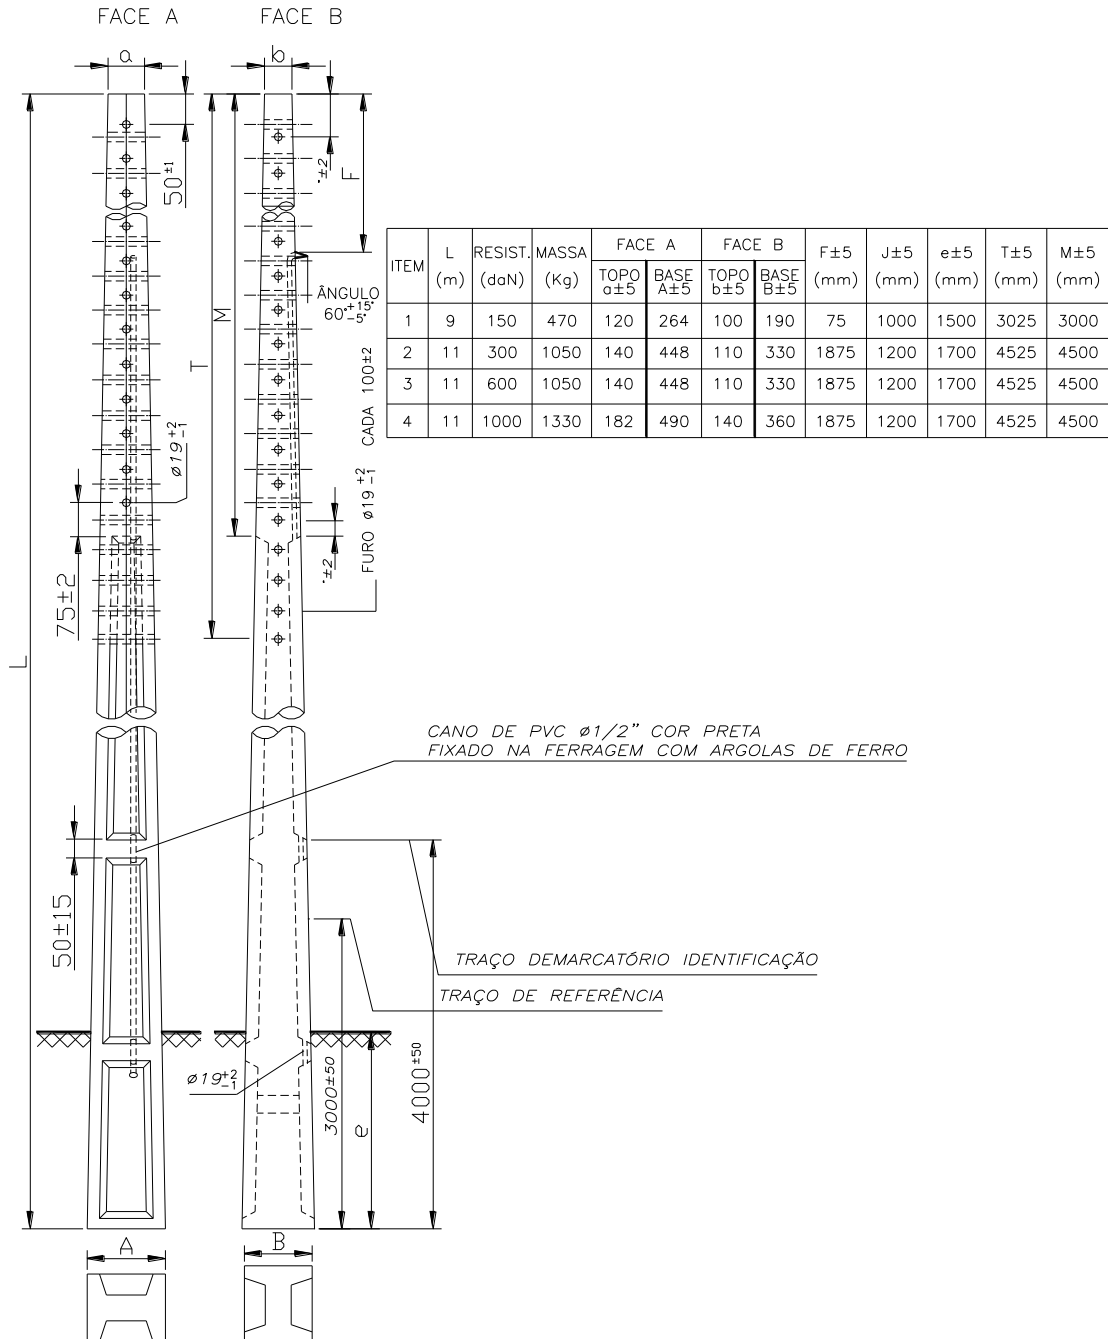 FACE A
FACE B
a
b
50±1
±2
F
M
T
L
ÂNGULO
60°+15°-5°
CADA 100±2
FURO ø19 +2-1
ø19+2-1
75±2
±2
ITEM L (m) RESIST. (daN) MASSA (Kg) FACE A FACE B F±5 (mm) J±5 (mm) e±5 (mm) T±5 (mm) M±5 (mm)
TOPO a±5 BASE A±5 TOPO b±5 BASE B±5
1 9 150 470 120 264 100 190 75 1000 1500 3025 3000
2 11 300 1050 140 448 110 330 1875 1200 1700 4525 4500
3 11 600 1050 140 448 110 330 1875 1200 1700 4525 4500
4 11 1000 1330 182 490 140 360 1875 1200 1700 4525 4500
CANO DE PVC ø1/2" COR PRETA
FIXADO NA FERRAGEM COM ARGOLAS DE FERRO
50±15
TRAÇO DEMARCATÓRIO IDENTIFICAÇÃO
TRAÇO DE REFERÊNCIA
ø19+2-1
3000±50
e
4000±50
A
B